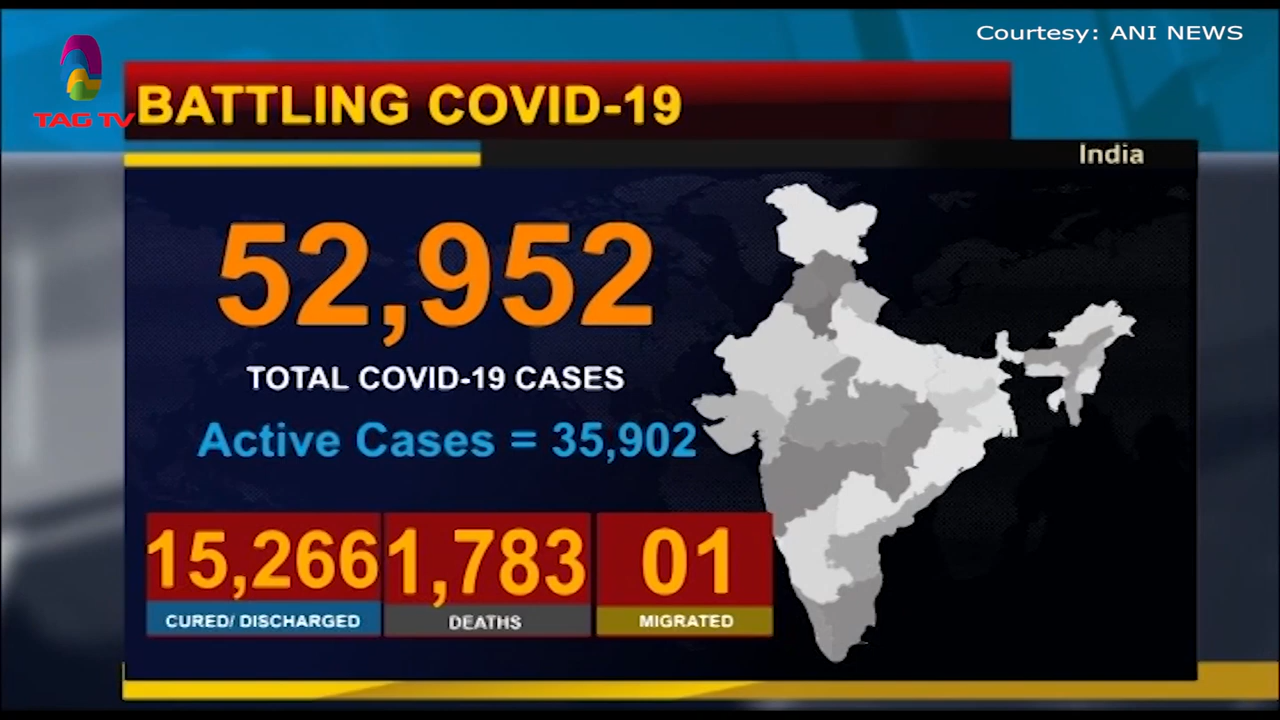 Courtesy: ANI NEWS
TAG TV
BATTLING COVID-19
India
52,952
TOTAL COVID-19 CASES
Active Cases = 35,902
15,266
CURED/ DISCHARGED
1,783
DEATHS
01
MIGRATED